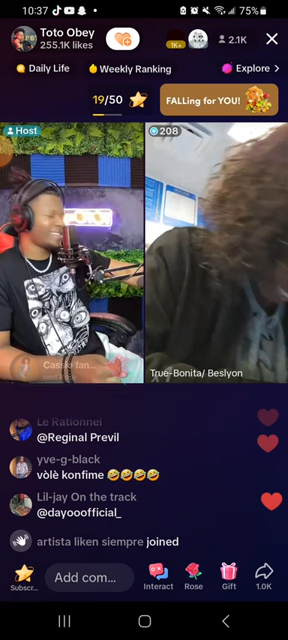 10:37
75%
Toto Obey
255.1K likes
1K+
2.1K
Daily Life
Weekly Ranking
Explore >
19/50
FALLing for YOU!
Host
208
Cassie fan...
True-Bonita/ Beslyon
Le Rationnel
@Reginal Previl
yve-g-black
vòlè konfime 🤣🤣🤣🤣
Lil-jay On the track
@dayooofficial_
artista liken siempre joined
Subscr...
Add com...
Interact
Rose
Gift
1.0K